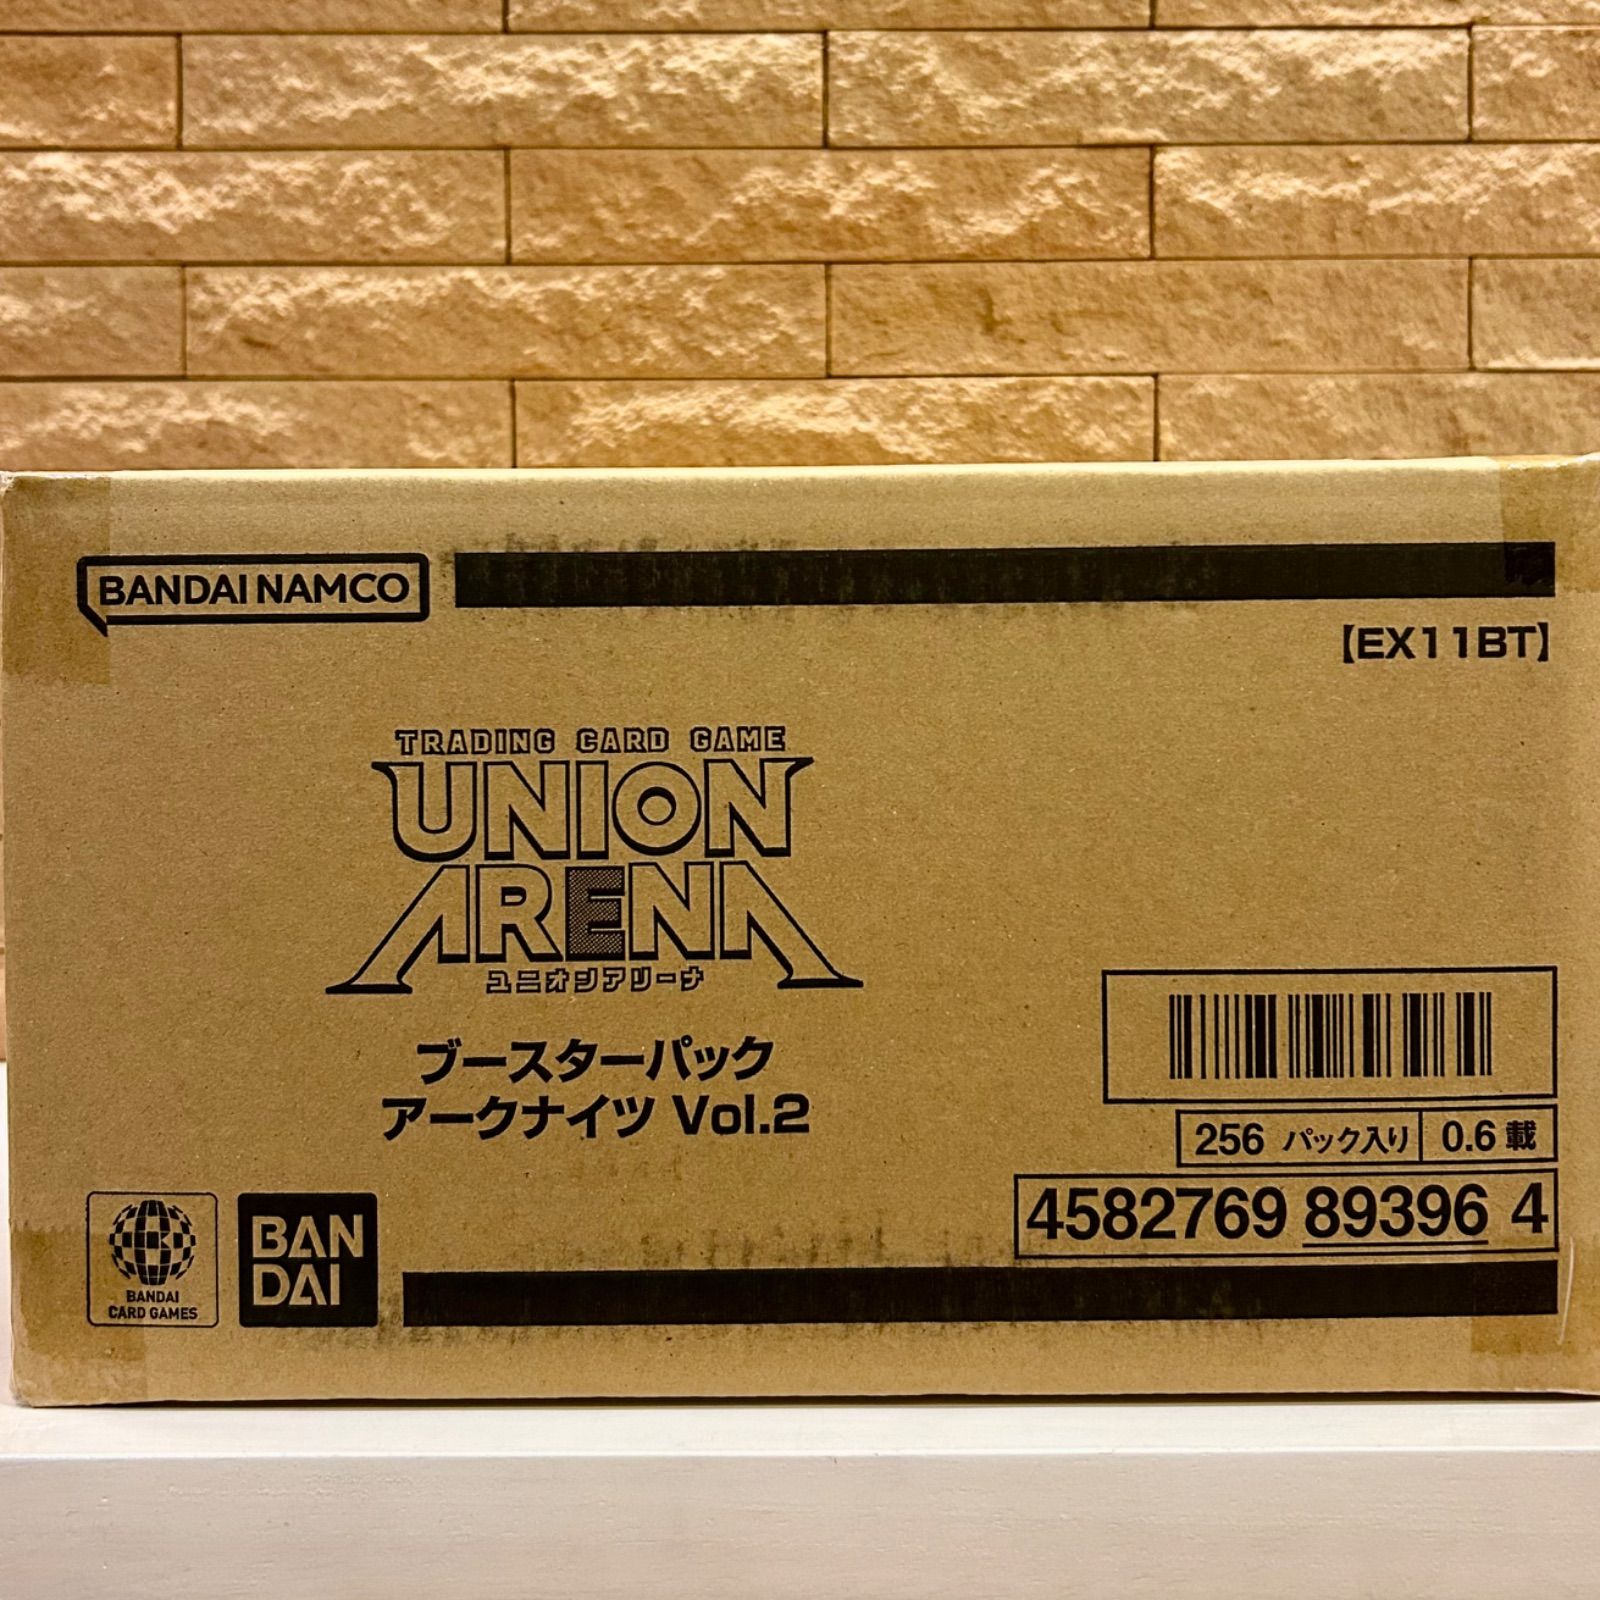 BANDAI NAMCO
【EX11BT】
TRADING CARD GAME
UNION
ARENA
ユニオンアリーナ
ブースターパック
アークナイツ Vol.2
256 パック入り 0.6 載
4582769 89396 4
BANDAI
CARD GAMES
BAN
DAI